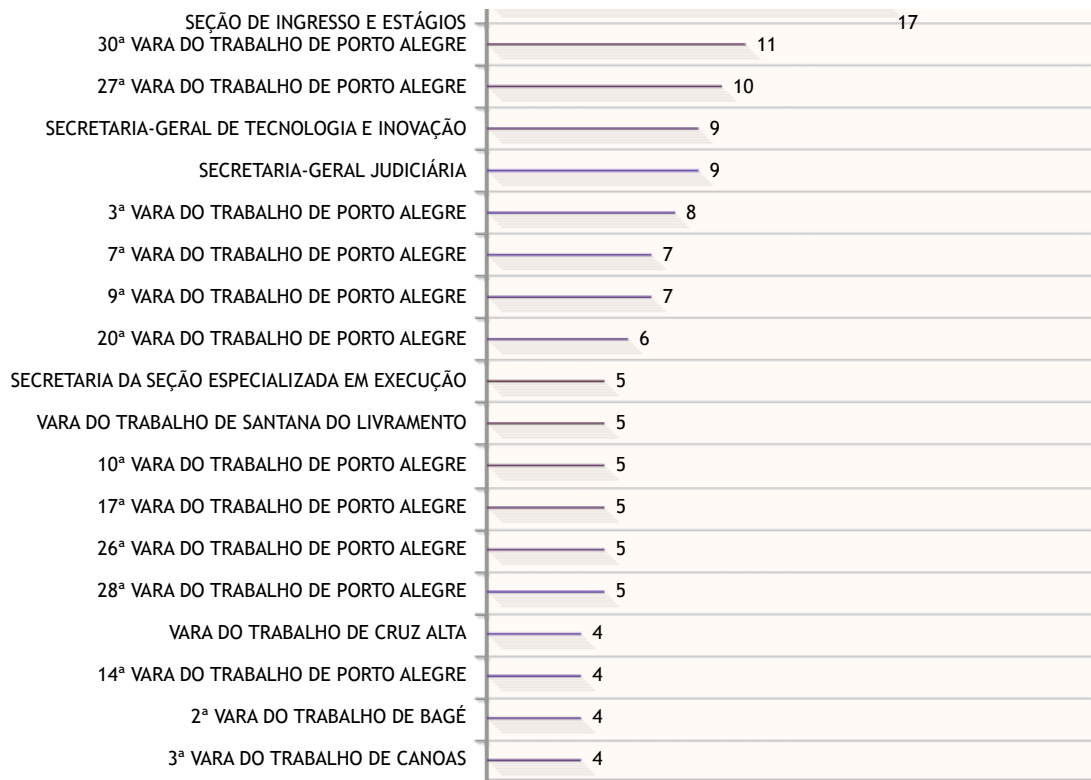 SEÇÃO DE INGRESSO E ESTÁGIOS 17
30ª VARA DO TRABALHO DE PORTO ALEGRE 11
27ª VARA DO TRABALHO DE PORTO ALEGRE 10
SECRETARIA-GERAL DE TECNOLOGIA E INOVAÇÃO 9
SECRETARIA-GERAL JUDICIÁRIA 9
3ª VARA DO TRABALHO DE PORTO ALEGRE 8
7ª VARA DO TRABALHO DE PORTO ALEGRE 7
9ª VARA DO TRABALHO DE PORTO ALEGRE 7
20ª VARA DO TRABALHO DE PORTO ALEGRE 6
SECRETARIA DA SEÇÃO ESPECIALIZADA EM EXECUÇÃO 5
VARA DO TRABALHO DE SANTANA DO LIVRAMENTO 5
10ª VARA DO TRABALHO DE PORTO ALEGRE 5
17ª VARA DO TRABALHO DE PORTO ALEGRE 5
26ª VARA DO TRABALHO DE PORTO ALEGRE 5
28ª VARA DO TRABALHO DE PORTO ALEGRE 5
VARA DO TRABALHO DE CRUZ ALTA 4
14ª VARA DO TRABALHO DE PORTO ALEGRE 4
2ª VARA DO TRABALHO DE BAGÉ 4
3ª VARA DO TRABALHO DE CANOAS 4